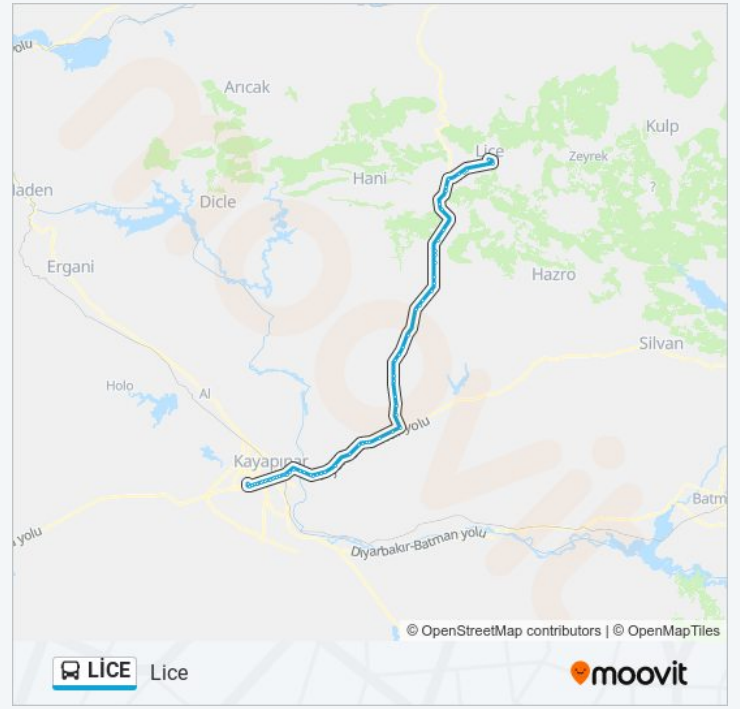 yolu
Arıcak
Kulp
Lice
Zeyrek
?
Hani
laden
Dicle
Ergani
Hazro
Silvan
Holo
Al
yolu
Kayapınar
Batm
yolu
Diyarbakır-Batman yolu
© OpenStreetMap contributors | © OpenMapTiles
LİCE Lice
moovit
moovit